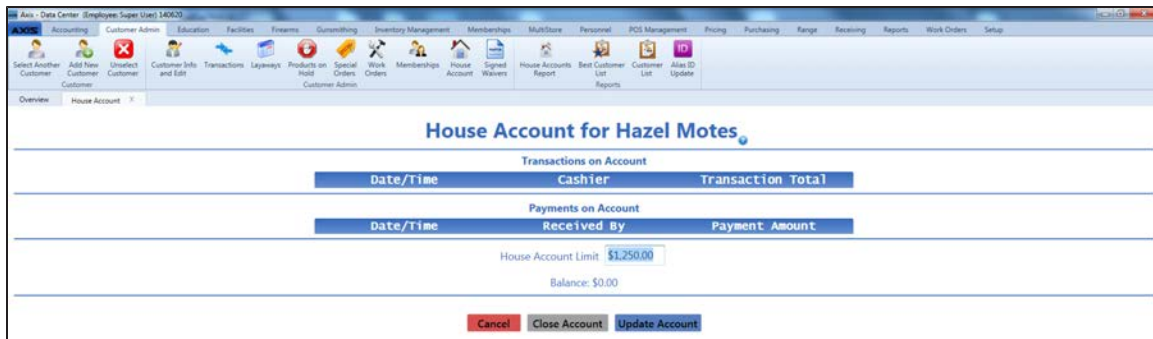 Axis - Data Center (Employee: Super User) 140620
AXIS Accounting Customer Admin Education Facilities Firearms Gunsmithing Inventory Management Memberships MultiStore Personnel POS Management Pricing Purchasing Range Receiving Reports Work Orders Setup
Select Another Customer Add New Customer Unselect Customer Customer Info and Edit Transactions Layaways Products on Hold Special Orders Work Orders Memberships House Account Signed Waivers House Accounts Report Best Customer List Customer List ID Alias ID Update
Customer Customer Admin Reports
Overview House Account X
House Account for Hazel Motes
Transactions on Account
Date/Time Cashier Transaction Total
Payments on Account
Date/Time Received By Payment Amount
House Account Limit $1,250.00
Balance: $0.00
Cancel Close Account Update Account